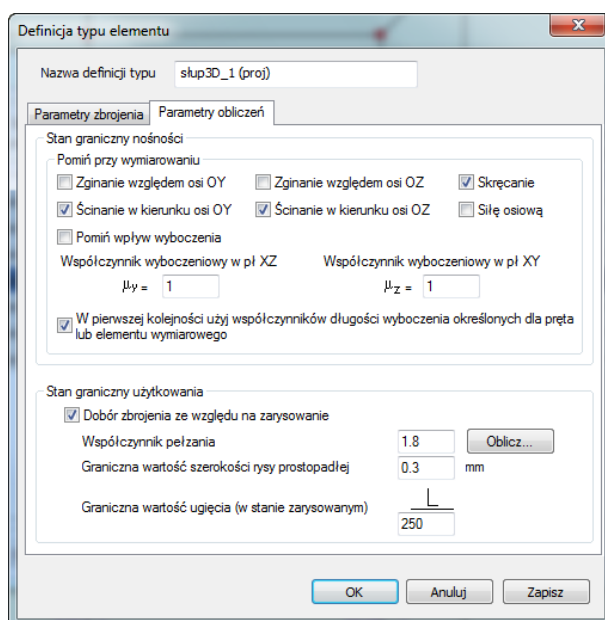 Definicja typu elementu
Nazwa definicji typu słup3D_1 (proj)
Parametry zbrojenia Parametry obliczeń
Stan graniczny nośności
Pomiń przy wymiarowaniu
Zginanie względem osi OY Zginanie względem osi OZ Skręcanie
Ścinanie w kierunku osi OY Ścinanie w kierunku osi OZ Siłę osiową
Pomiń wpływ wyboczenia
Współczynnik wyboczeniowy w pł XZ Współczynnik wyboczeniowy w pł XY
μy = 1 μz = 1
W pierwszej kolejności użyj współczynników długości wyboczenia określonych dla pręta
lub elementu wymiarowego
Stan graniczny użytkowania
Dobór zbrojenia ze względu na zarysowanie
Współczynnik pełzania 1.8 Oblicz...
Graniczna wartość szerokości rysy prostopadłej 0.3 mm
L
Graniczna wartość ugięcia (w stanie zarysowanym)
250
OK Anuluj Zapisz